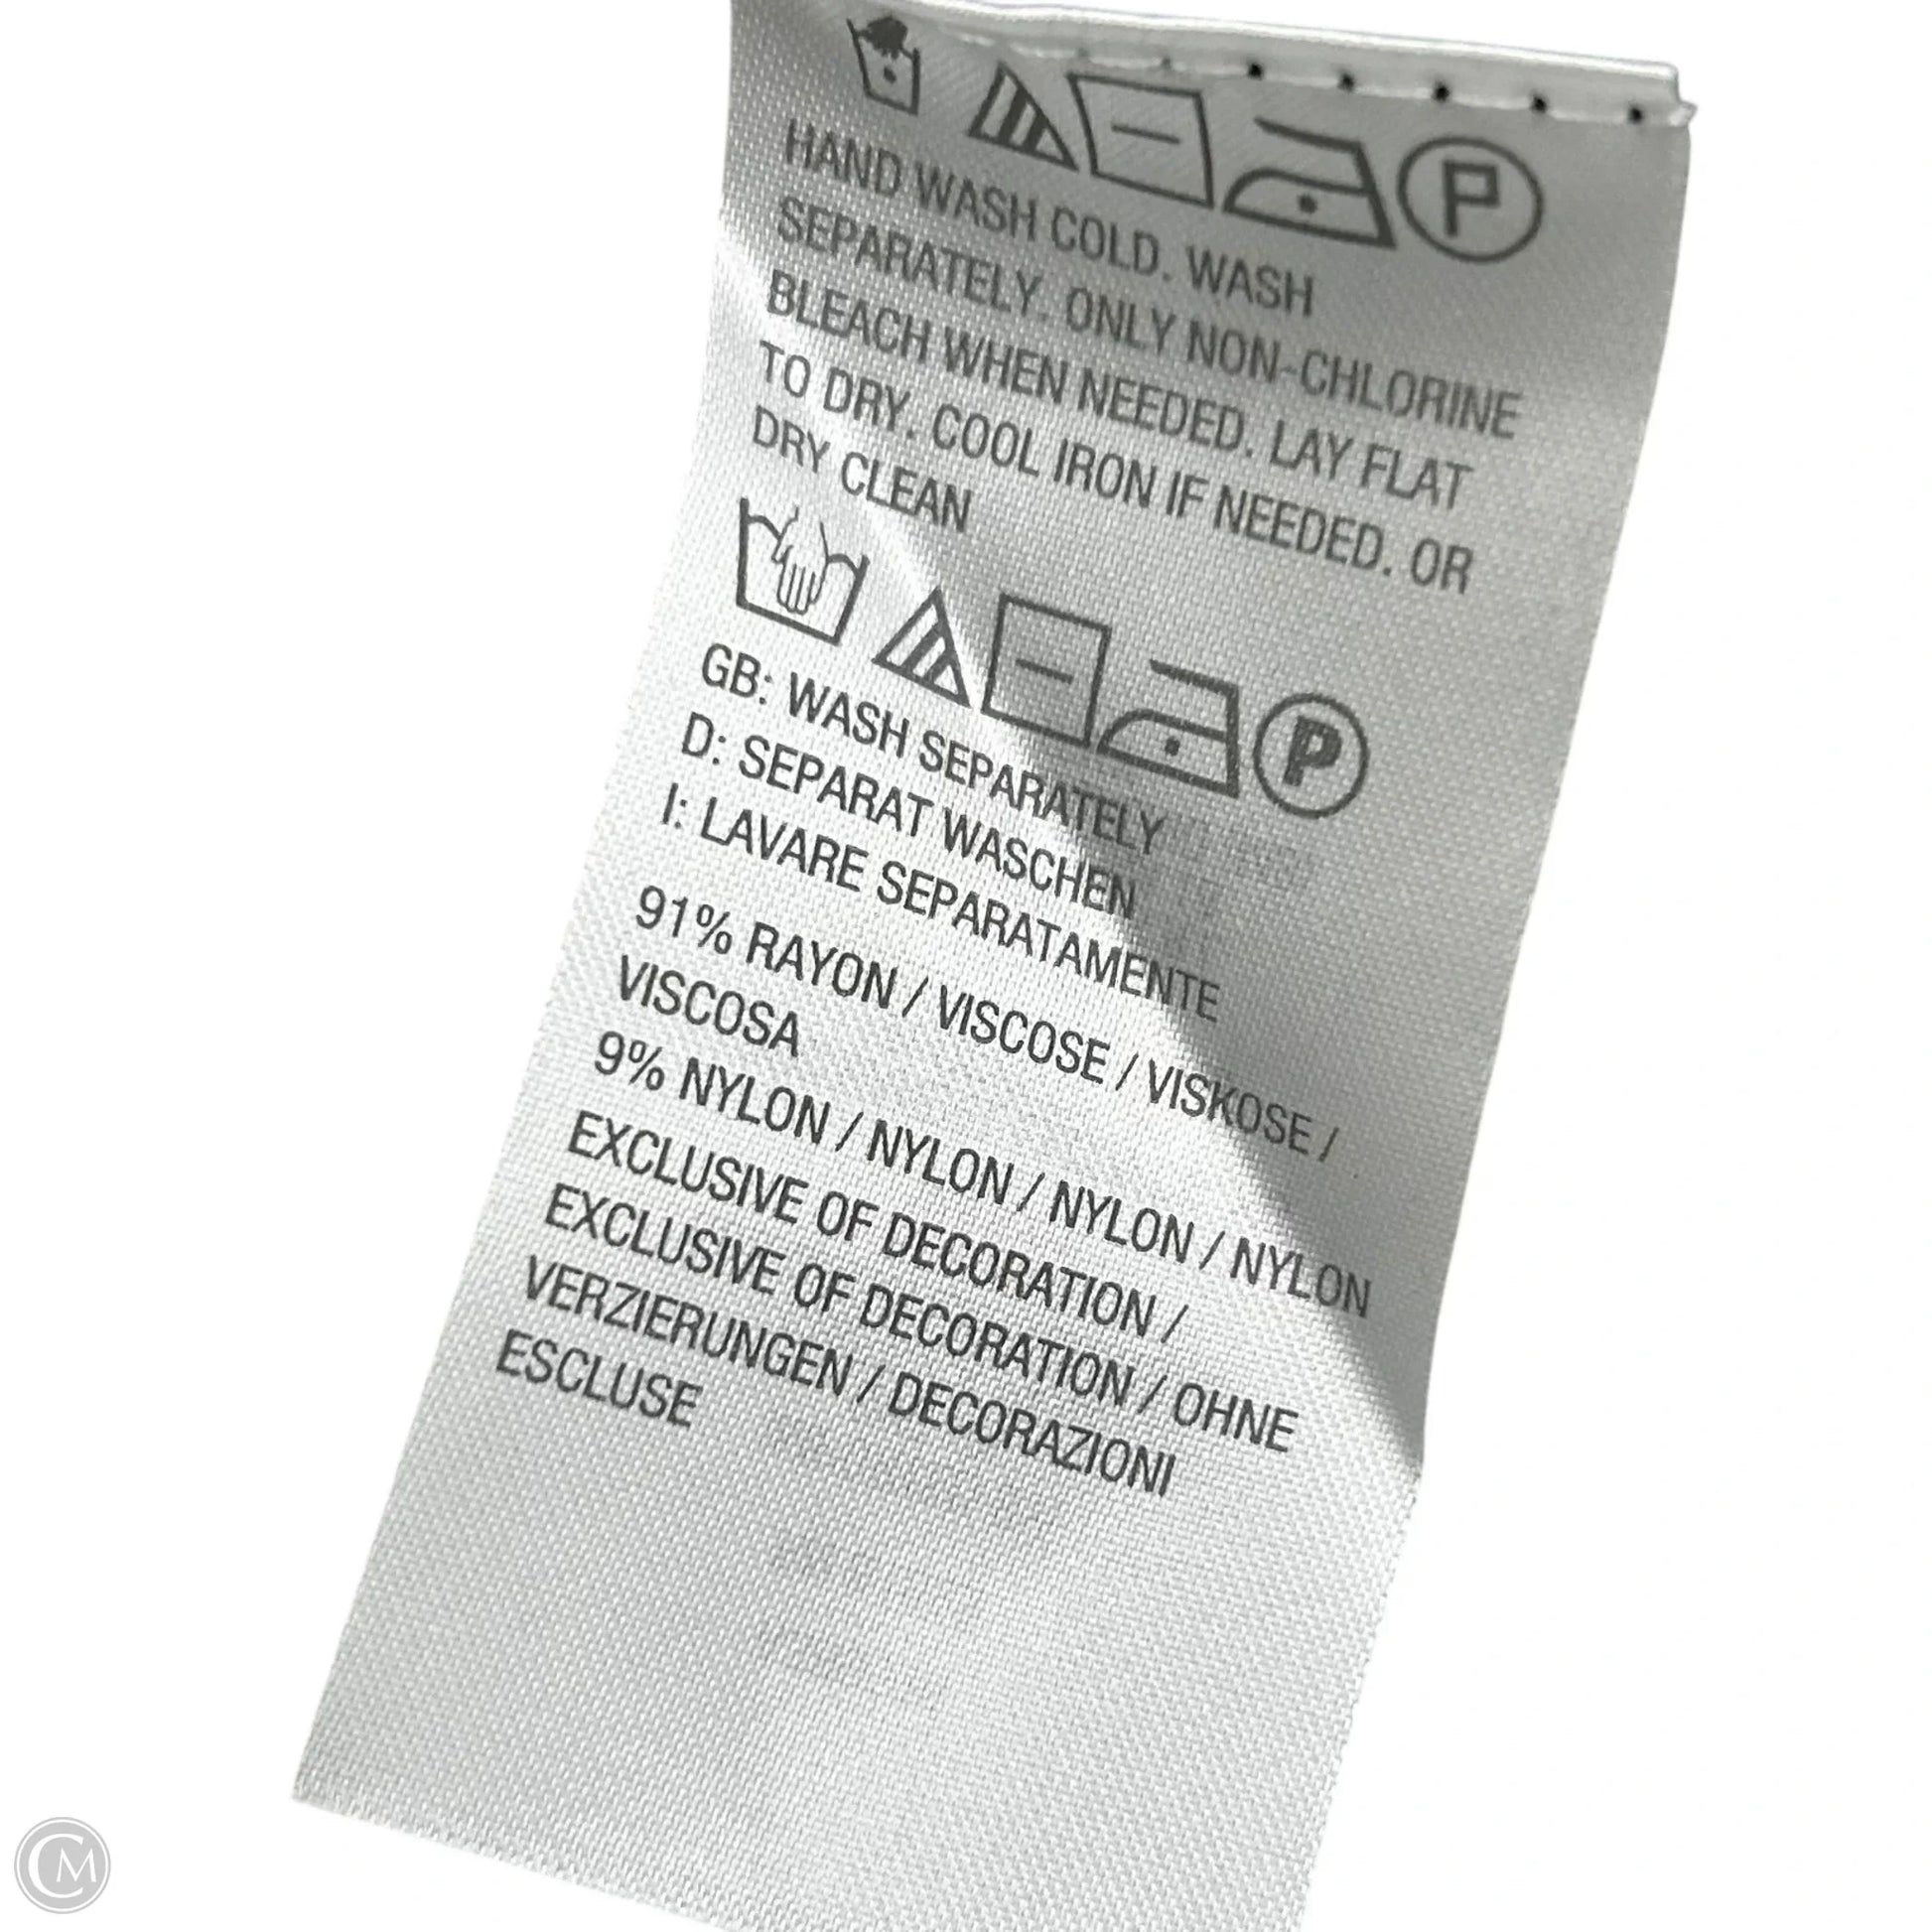 P
HAND WASH COLD. WASH
SEPARATELY. ONLY NON-CHLORINE
BLEACH WHEN NEEDED. LAY FLAT
TO DRY. COOL IRON IF NEEDED. OR
DRY CLEAN
P
GB: WASH SEPARATELY
D: SEPARAT WASCHEN
I: LAVARE SEPARATAMENTE
91% RAYON / VISCOSE / VISKOSE /
VISCOSA
9% NYLON / NYLON / NYLON / NYLON
EXCLUSIVE OF DECORATION /
EXCLUSIVE OF DECORATION / OHNE
VERZIERUNGEN / DECORAZIONI
ESCLUSE
CM